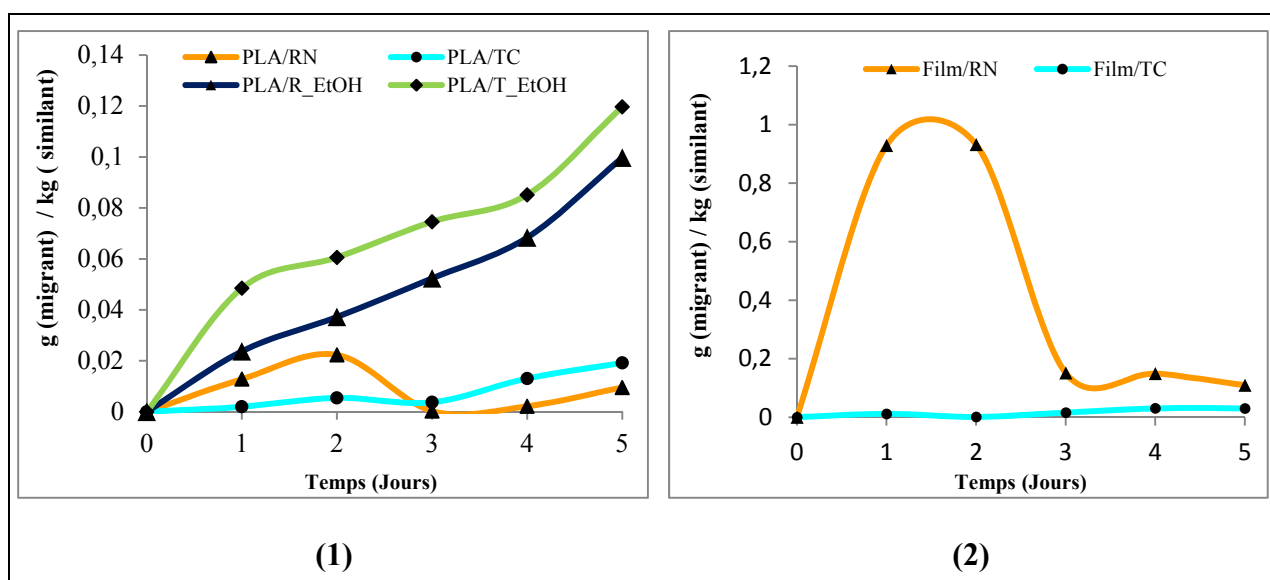 PLA/RN PLA/TC
PLA/R_EtOH PLA/T_EtOH
g (migrant) / kg ( similant)
0,14
0,12
0,1
0,08
0,06
0,04
0,02
0
0 1 2 3 4 5
Temps (Jours)
(1)
Film/RN Film/TC
g (migrant) / kg (similant)
1,2
1
0,8
0,6
0,4
0,2
0
0 1 2 3 4 5
Temps (Jours)
(2)